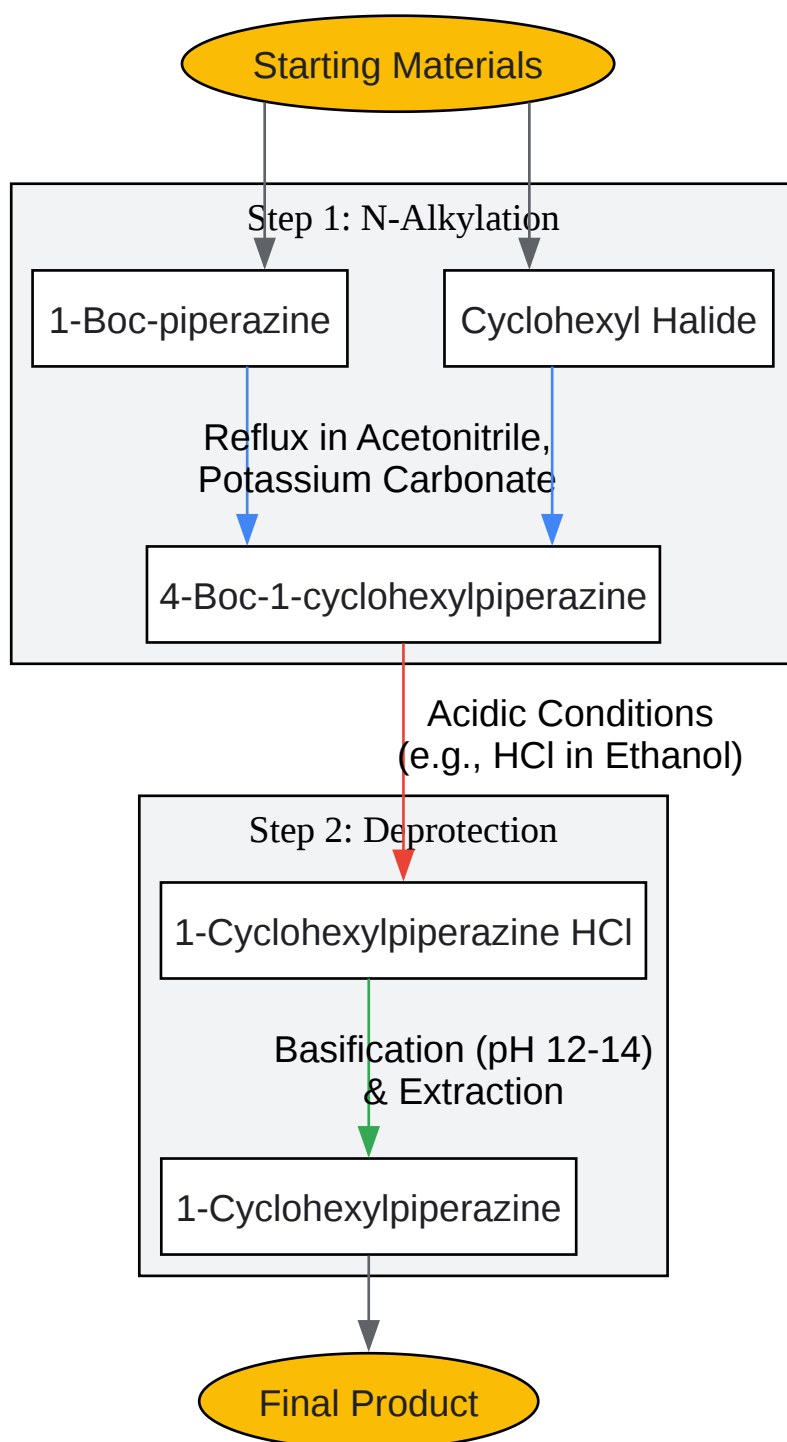 Starting Materials
Step 1: N-Alkylation
1-Boc-piperazine
Cyclohexyl Halide
Reflux in Acetonitrile,
Potassium Carbonate
4-Boc-1-cyclohexylpiperazine
Acidic Conditions
(e.g., HCl in Ethanol)
Step 2: Deprotection
1-Cyclohexylpiperazine HCl
Basification (pH 12-14)
& Extraction
1-Cyclohexylpiperazine
Final Product